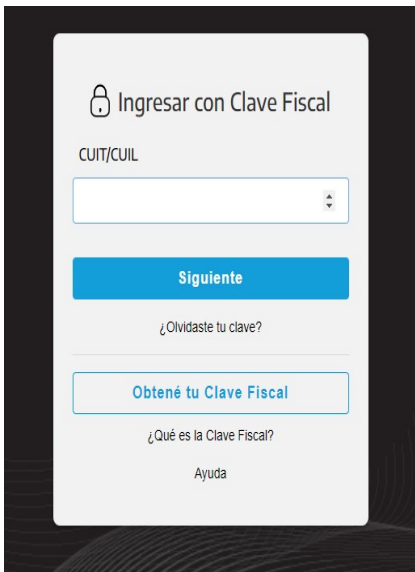 Ingresar con Clave Fiscal
CUIT/CUIL
Siguiente
¿Olvidaste tu clave?
Obtené tu Clave Fiscal
¿Qué es la Clave Fiscal?
Ayuda